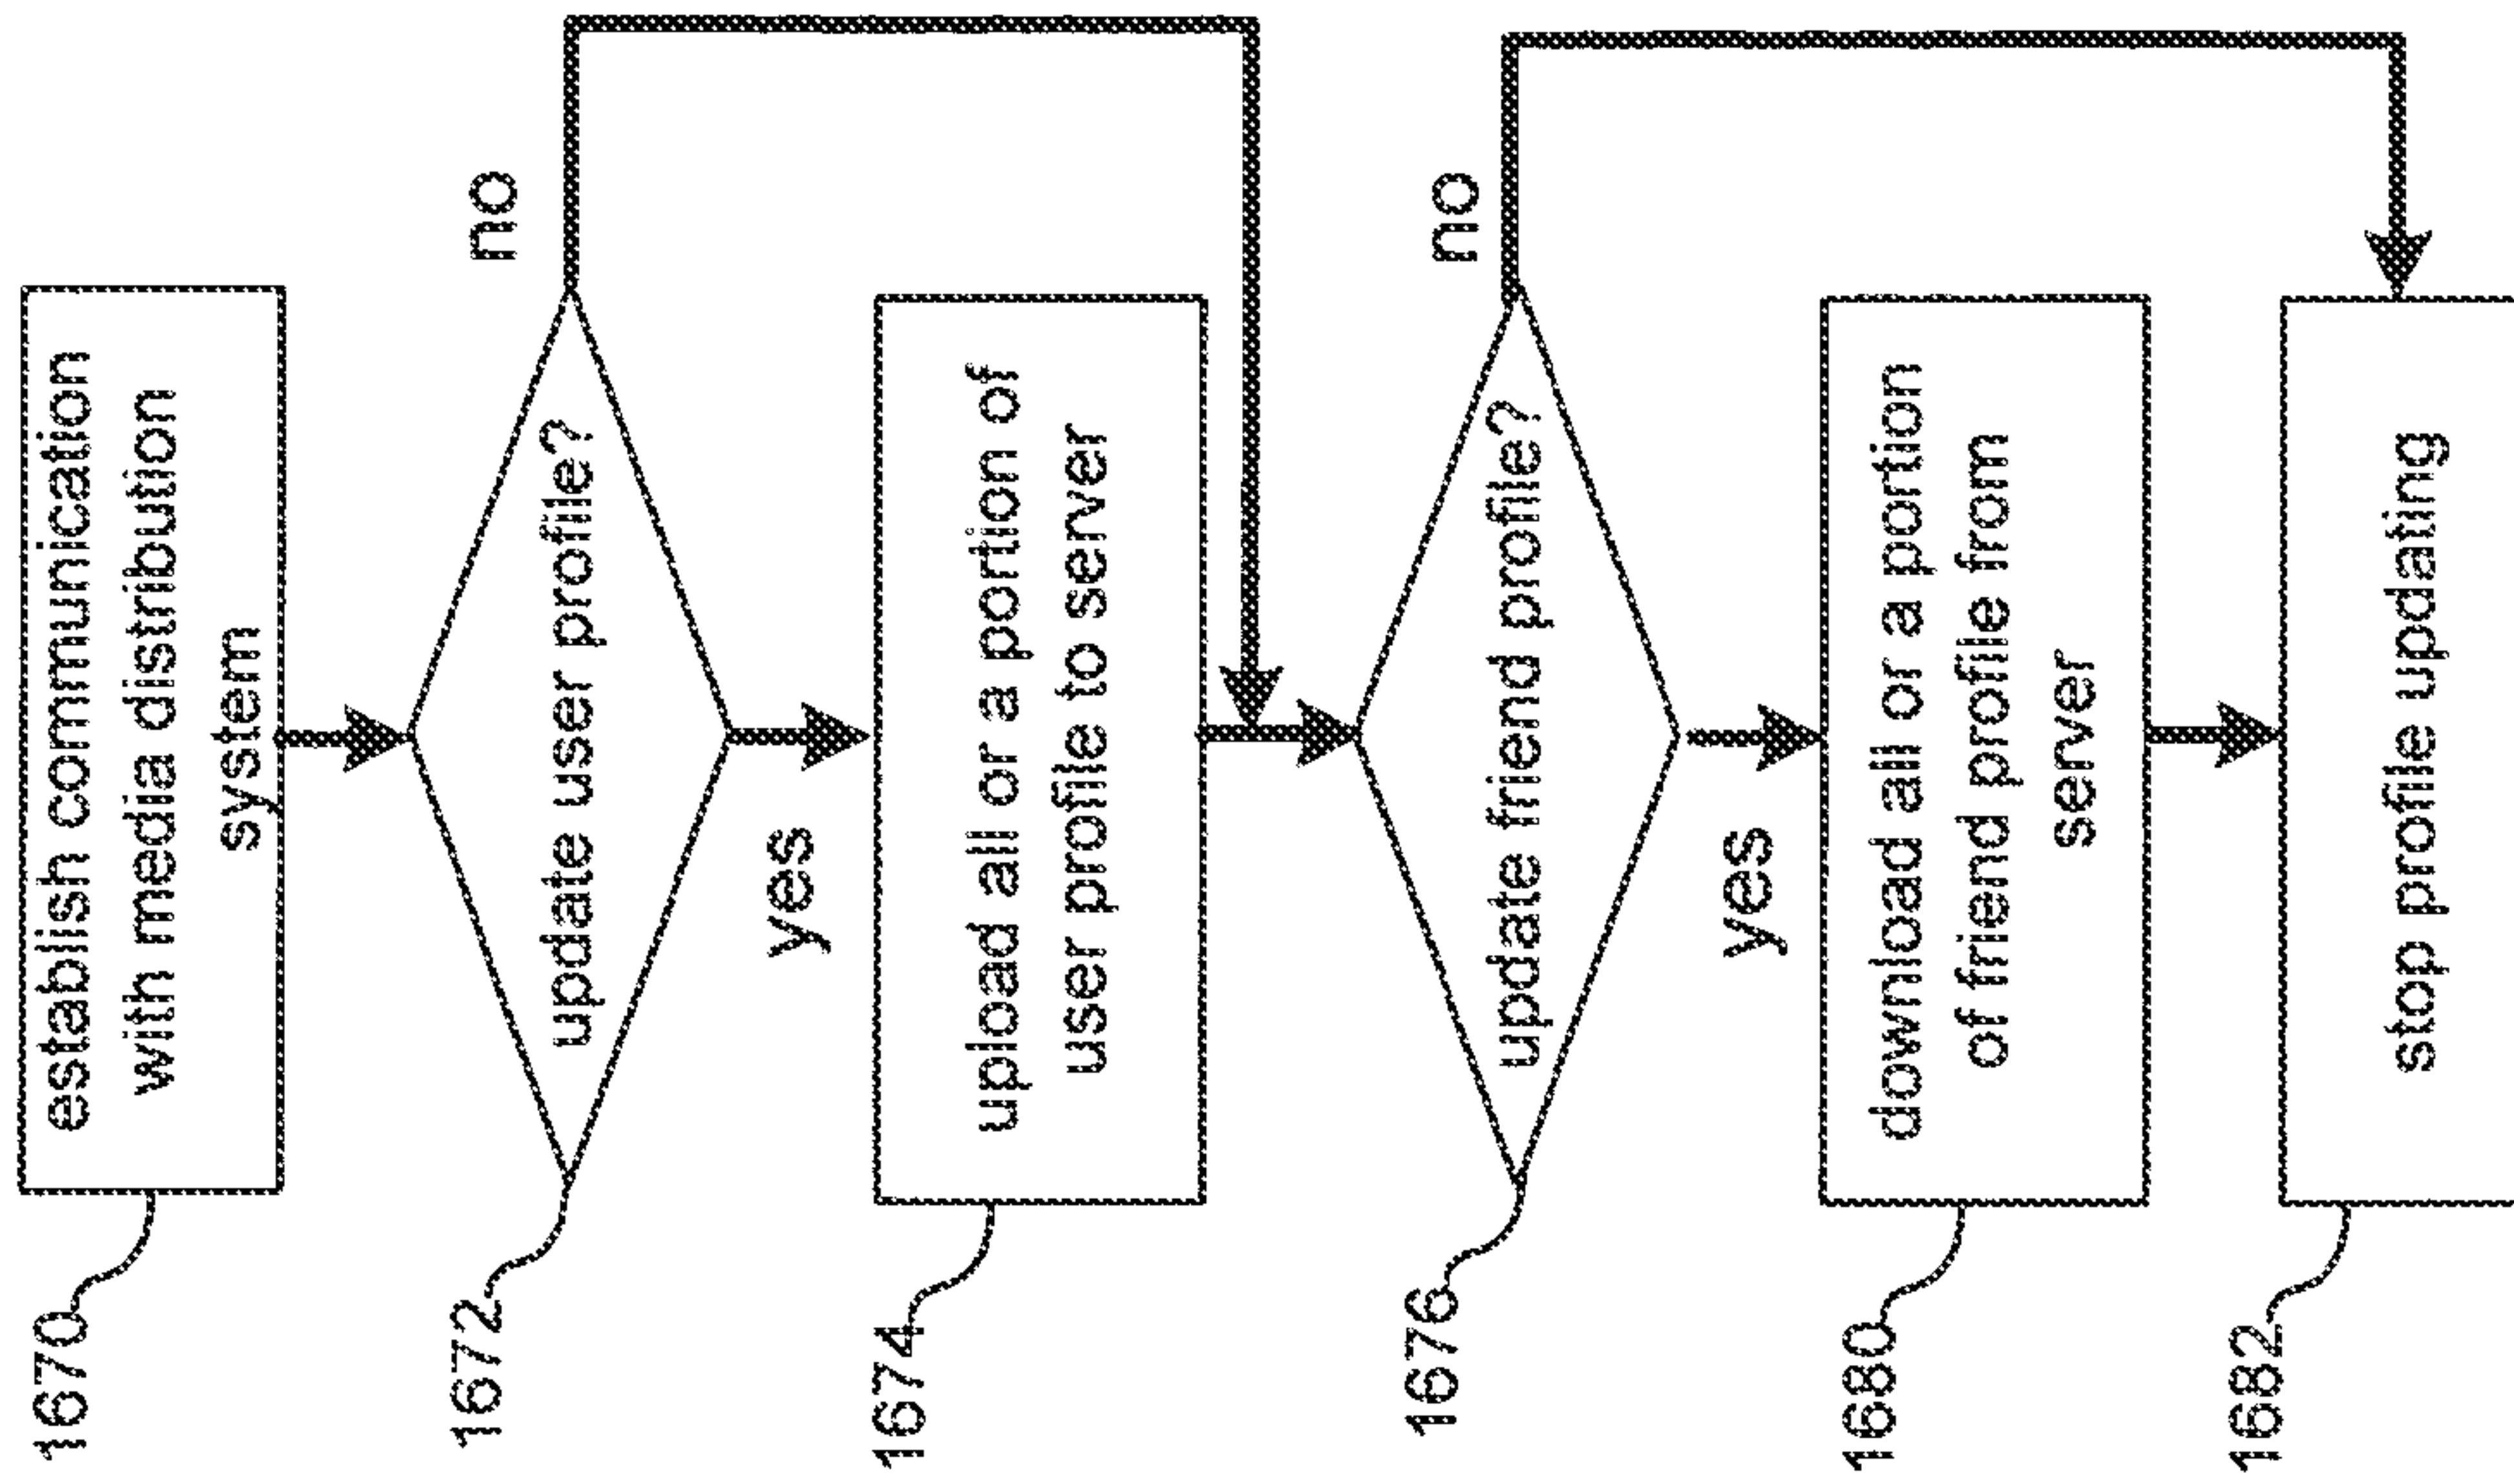 1670
establish communication
with media distribution
system
1672
update user profile?
no
yes
1674
upload all or a portion of
user profile to server
1676
update friend profile?
no
yes
1680
download all or a portion
of friend profile from
server
1682
stop profile updating